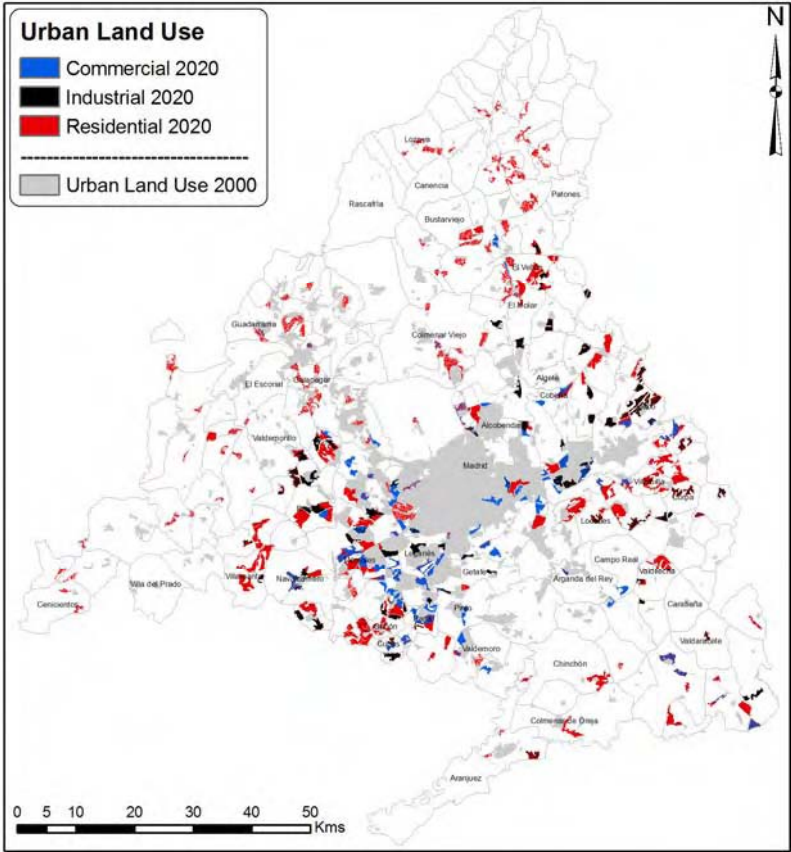 Urban Land Use
Commercial 2020
Industrial 2020
Residential 2020
Urban Land Use 2000
N
Lozoya
Canencia
Rascafría
Patones
Bustarviejo
El Vellón
El Molar
Guadarrama
Colmenar Viejo
El Escorial
Galapagar
Algete
Cobeña
Alcobendas
Valdemorillo
Madrid
Loeches
Leganés
Getafe
Campo Real
Villa del Prado
Arganda del Rey
Valdilecha
Cenicientos
Pinto
Carabaña
Valdaracete
Valdemoro
Chinchón
Colmenar de Oreja
Aranjuez
0 5 10 20 30 40 50
Kms